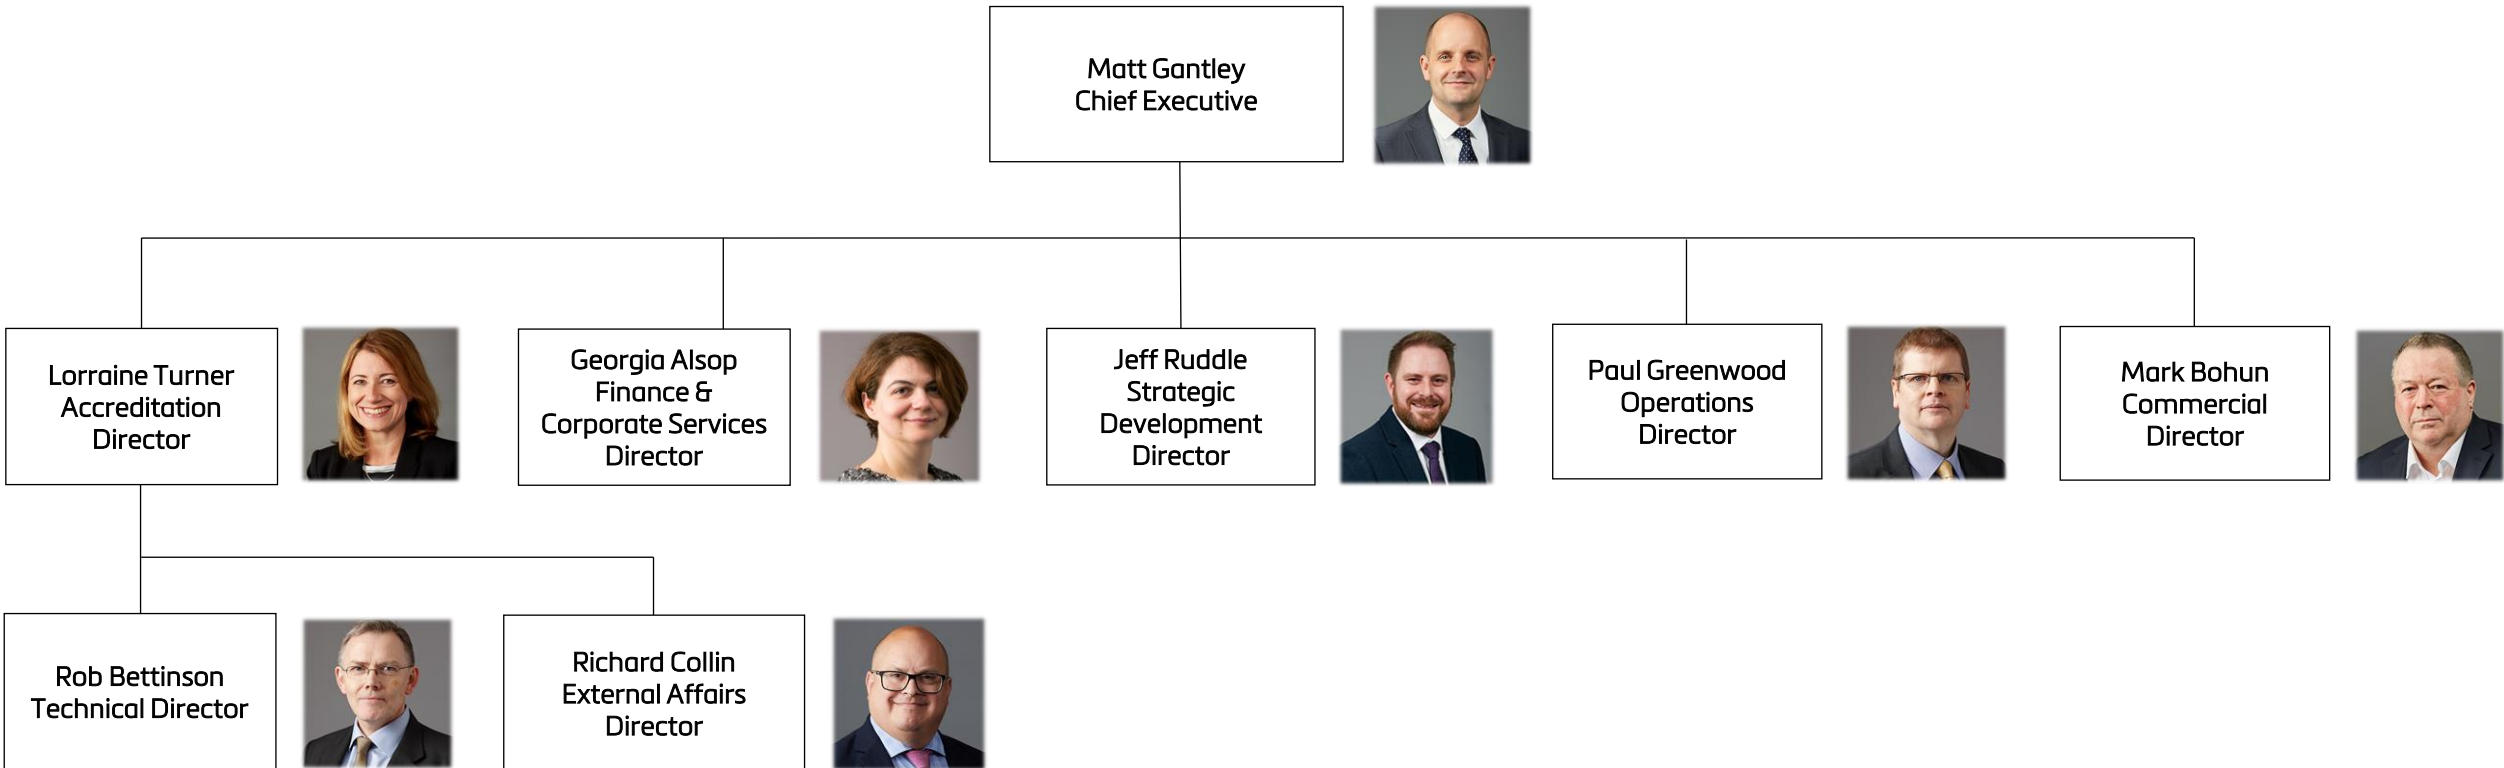 Matt Gantley
Chief Executive
Lorraine Turner
Accreditation
Director
Georgia Alsop
Finance &
Corporate Services
Director
Jeff Ruddle
Strategic
Development
Director
Paul Greenwood
Operations
Director
Mark Bohun
Commercial
Director
Rob Bettinson
Technical Director
Richard Collin
External Affairs
Director